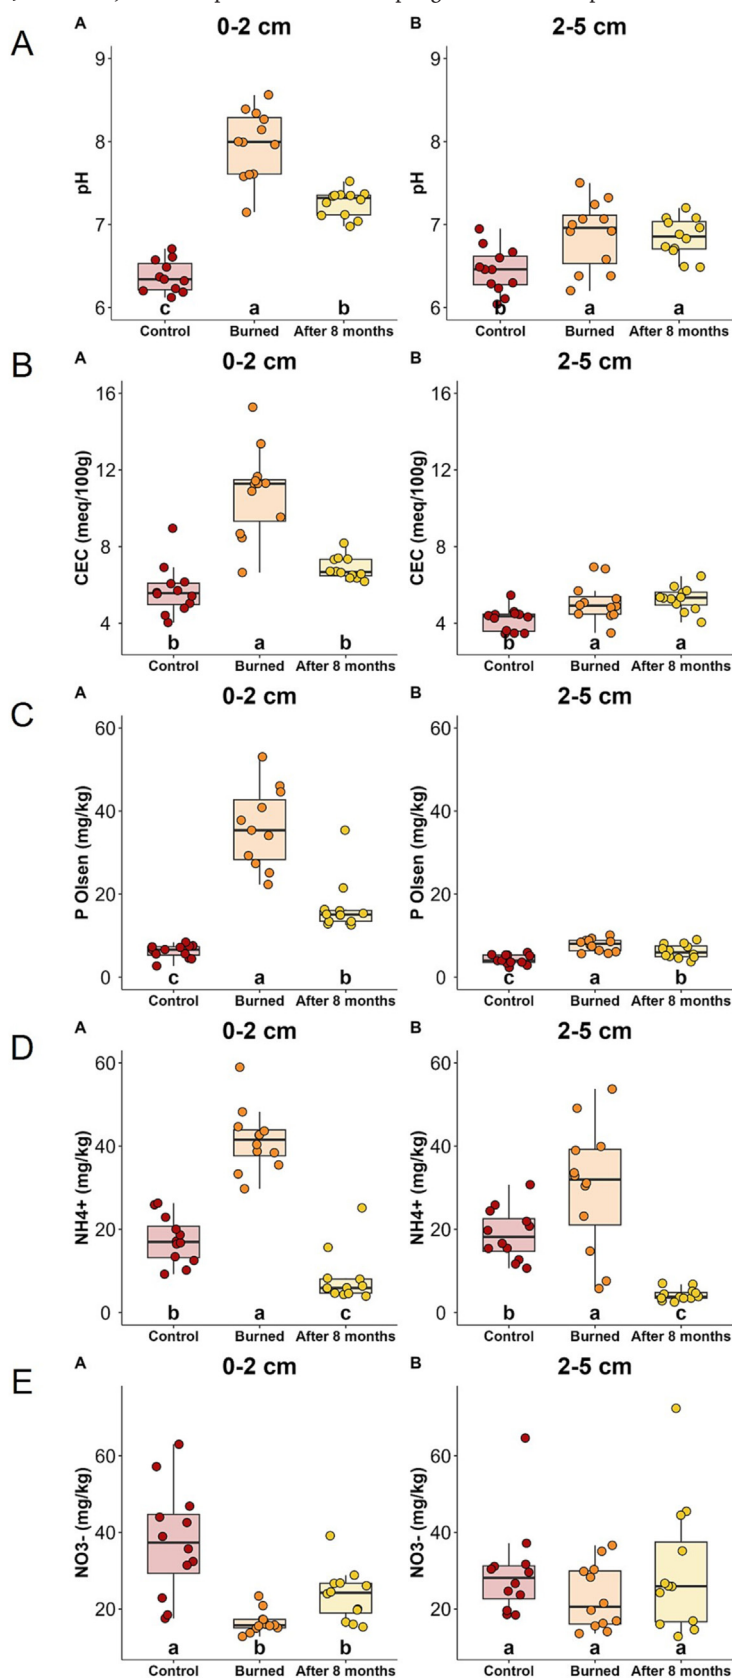 A
A
0-2 cm
B
2-5 cm
9
8
7
6
pH
c
a
b
Control
Burned
After 8 months
9
8
7
6
pH
b
a
a
Control
Burned
After 8 months
B
A
0-2 cm
B
2-5 cm
16
12
8
4
CEC (meq/100g)
b
a
b
Control
Burned
After 8 months
16
12
8
4
CEC (meq/100g)
b
a
a
Control
Burned
After 8 months
C
A
0-2 cm
B
2-5 cm
60
40
20
0
P Olsen (mg/kg)
c
a
b
Control
Burned
After 8 months
60
40
20
0
P Olsen (mg/kg)
c
a
b
Control
Burned
After 8 months
D
A
0-2 cm
B
2-5 cm
60
40
20
0
NH4+ (mg/kg)
b
a
c
Control
Burned
After 8 months
60
40
20
0
NH4+ (mg/kg)
b
a
c
Control
Burned
After 8 months
E
A
0-2 cm
B
2-5 cm
60
40
20
NO3- (mg/kg)
a
b
b
Control
Burned
After 8 months
60
40
20
NO3- (mg/kg)
a
a
a
Control
Burned
After 8 months